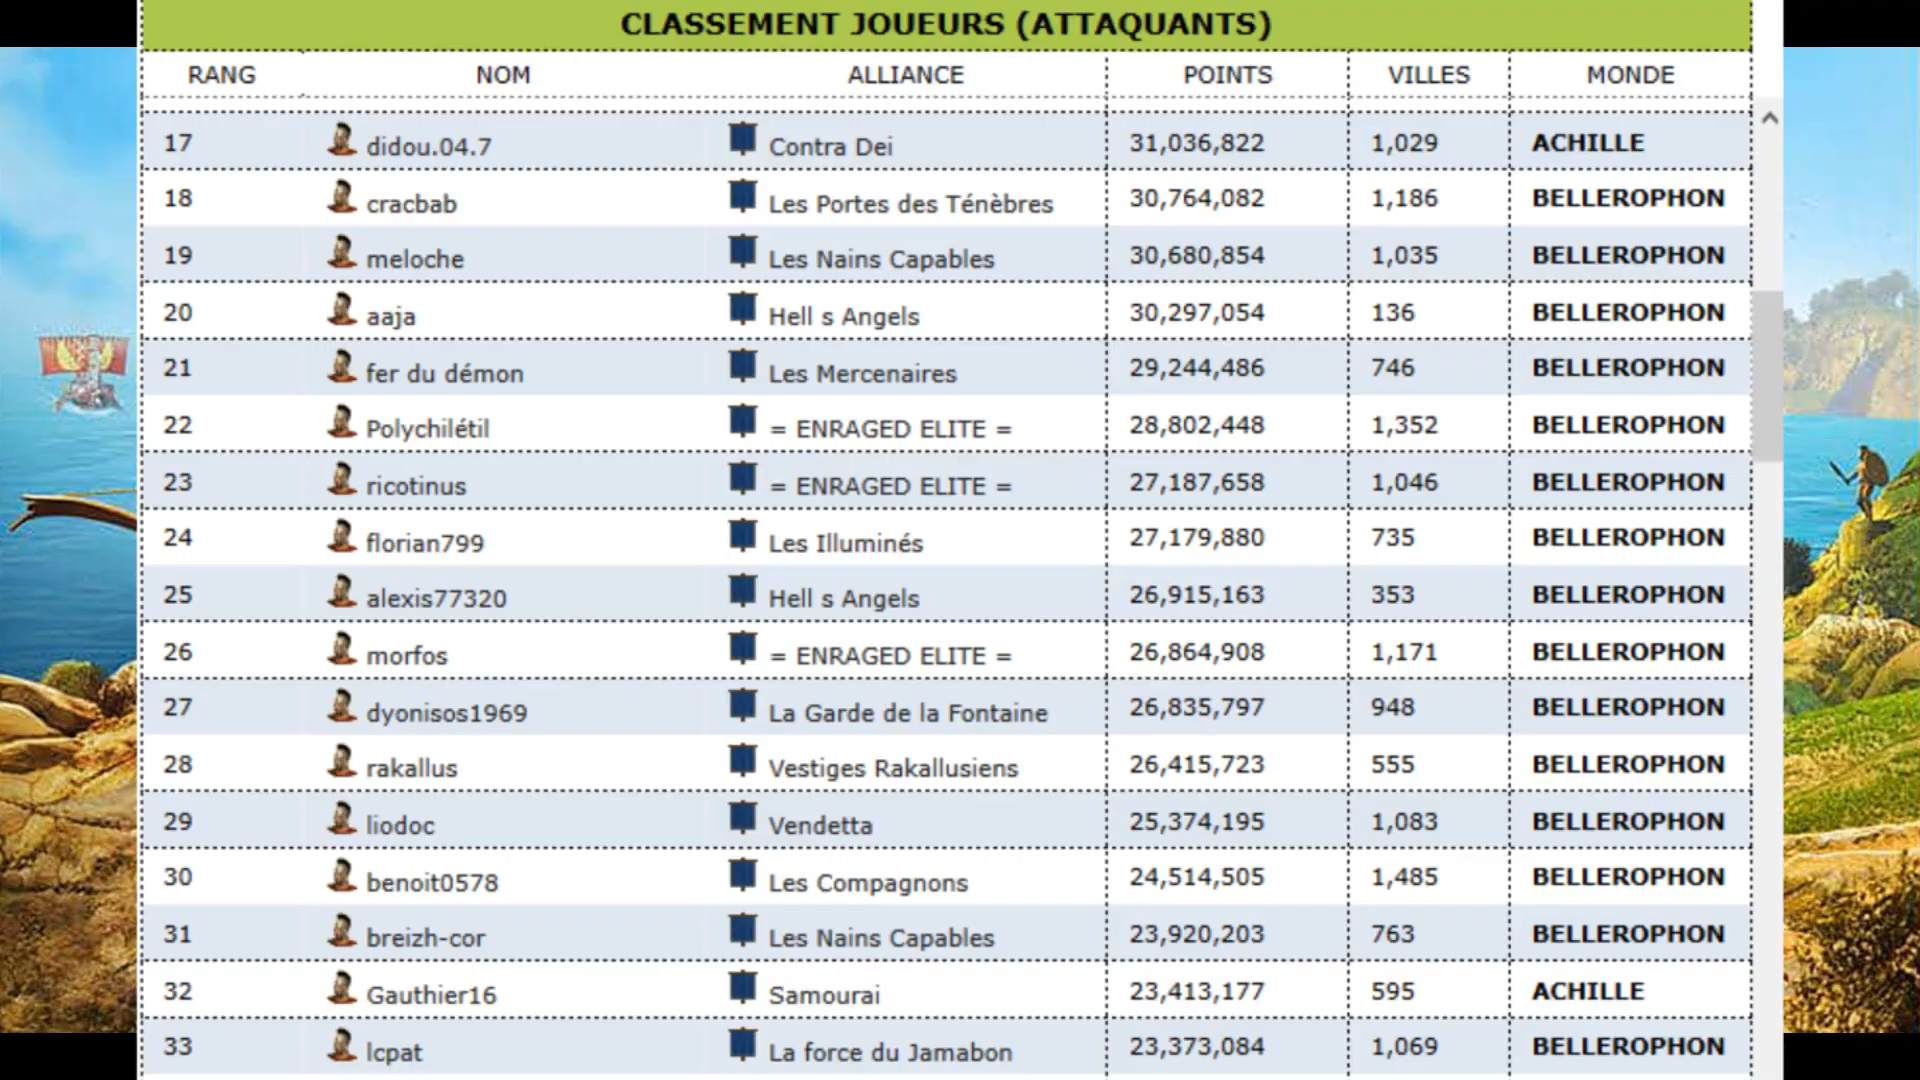 CLASSEMENT JOUEURS (ATTAQUANTS)
RANG NOM ALLIANCE POINTS VILLES MONDE
17 didou.04.7 Contra Dei 31,036,822 1,029 ACHILLE
18 cracbab Les Portes des Ténèbres 30,764,082 1,186 BELLEROPHON
19 meloche Les Nains Capables 30,680,854 1,035 BELLEROPHON
20 aaja Hell s Angels 30,297,054 136 BELLEROPHON
21 fer du démon Les Mercenaires 29,244,486 746 BELLEROPHON
22 Polychilétil = ENRAGED ELITE = 28,802,448 1,352 BELLEROPHON
23 ricotinus = ENRAGED ELITE = 27,187,658 1,046 BELLEROPHON
24 florian799 Les Illuminés 27,179,880 735 BELLEROPHON
25 alexis77320 Hell s Angels 26,915,163 353 BELLEROPHON
26 morfos = ENRAGED ELITE = 26,864,908 1,171 BELLEROPHON
27 dyonisos1969 La Garde de la Fontaine 26,835,797 948 BELLEROPHON
28 rakallus Vestiges Rakallusiens 26,415,723 555 BELLEROPHON
29 liodoc Vendetta 25,374,195 1,083 BELLEROPHON
30 benoit0578 Les Compagnons 24,514,505 1,485 BELLEROPHON
31 breizh-cor Les Nains Capables 23,920,203 763 BELLEROPHON
32 Gauthier16 Samourai 23,413,177 595 ACHILLE
33 lcpat La force du Jamabon 23,373,084 1,069 BELLEROPHON